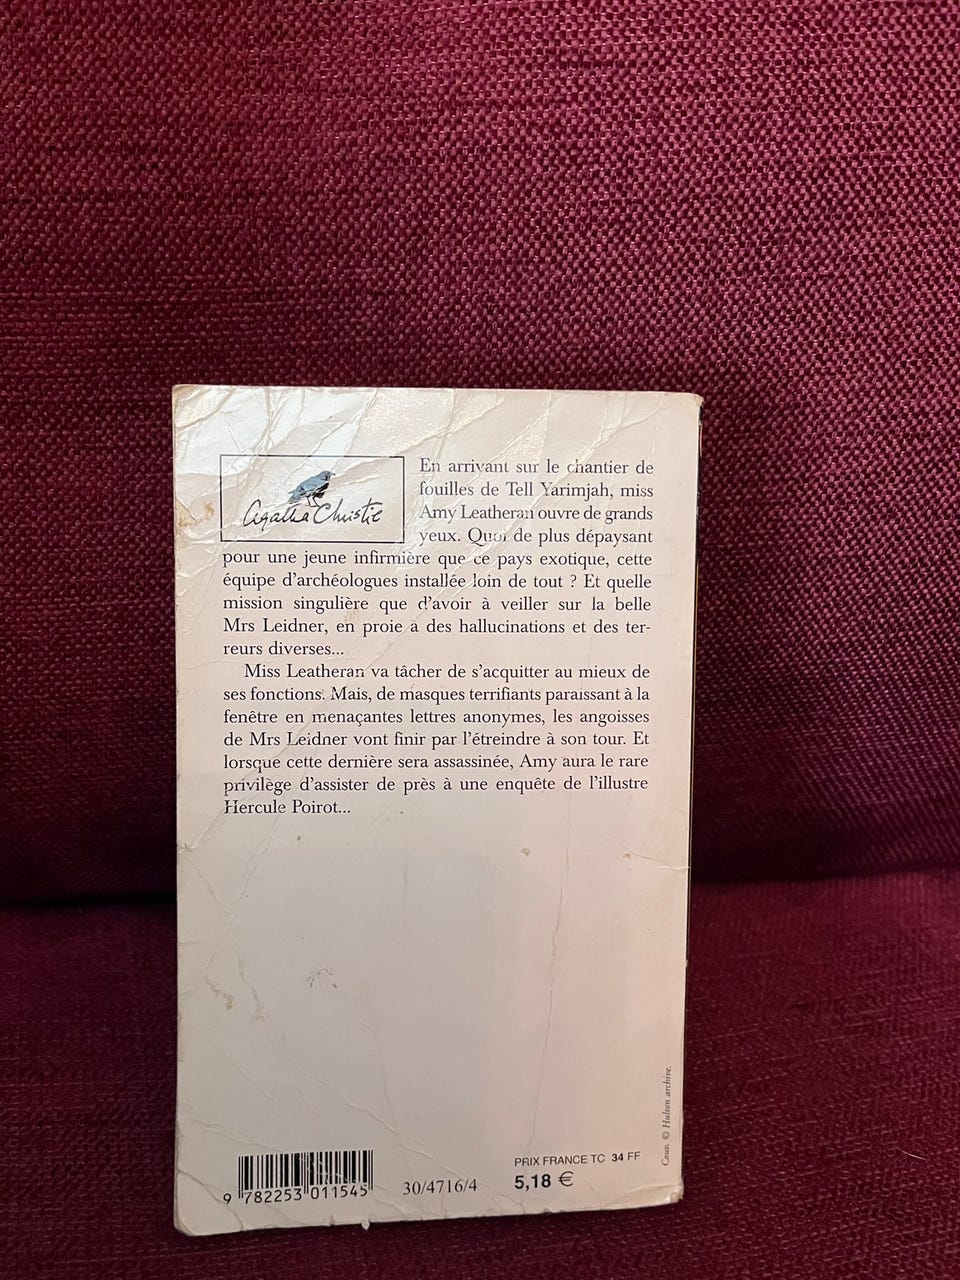 Agatha Christie
En arrivant sur le chantier de
fouilles de Tell Yarimjah, miss
Amy Leatheran ouvre de grands
yeux. Quoi de plus dépaysant
pour une jeune infirmière que ce pays exotique, cette
équipe d'archéologues installée loin de tout ? Et quelle
mission singulière que d'avoir à veiller sur la belle
Mrs Leidner, en proie à des hallucinations et des ter-
reurs diverses...
Miss Leatheran va tâcher de s'acquitter au mieux de
ses fonctions. Mais, de masques terrifiants paraissant à la
fenêtre en menaçantes lettres anonymes, les angoisses
de Mrs Leidner vont finir par l'étreindre à son tour. Et
lorsque cette dernière sera assassinée, Amy aura le rare
privilège d'assister de près à une enquête de l'illustre
Hercule Poirot...
Couv. © Hulton archive.
9 782253 011545
30/4716/4
PRIX FRANCE TC 34 FF
5,18 €